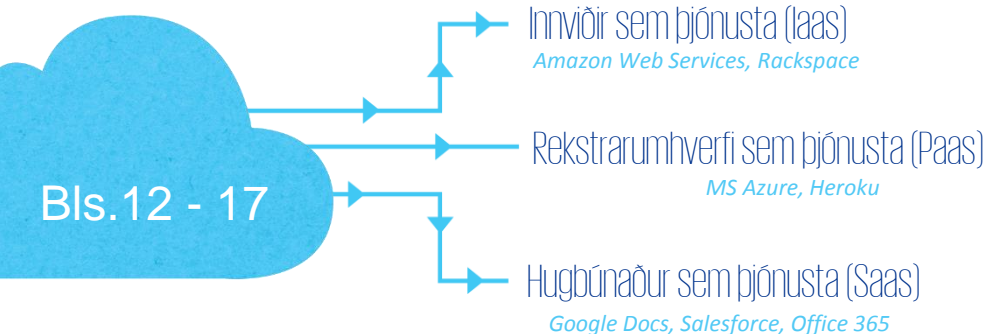 Innviðir sem þjónusta (Iaas)
Amazon Web Services, Rackspace
Rekstrarumhverfi sem þjónusta (Paas)
MS Azure, Heroku
Bls.12 - 17
Hugbúnaður sem þjónusta (Saas)
Google Docs, Salesforce, Office 365